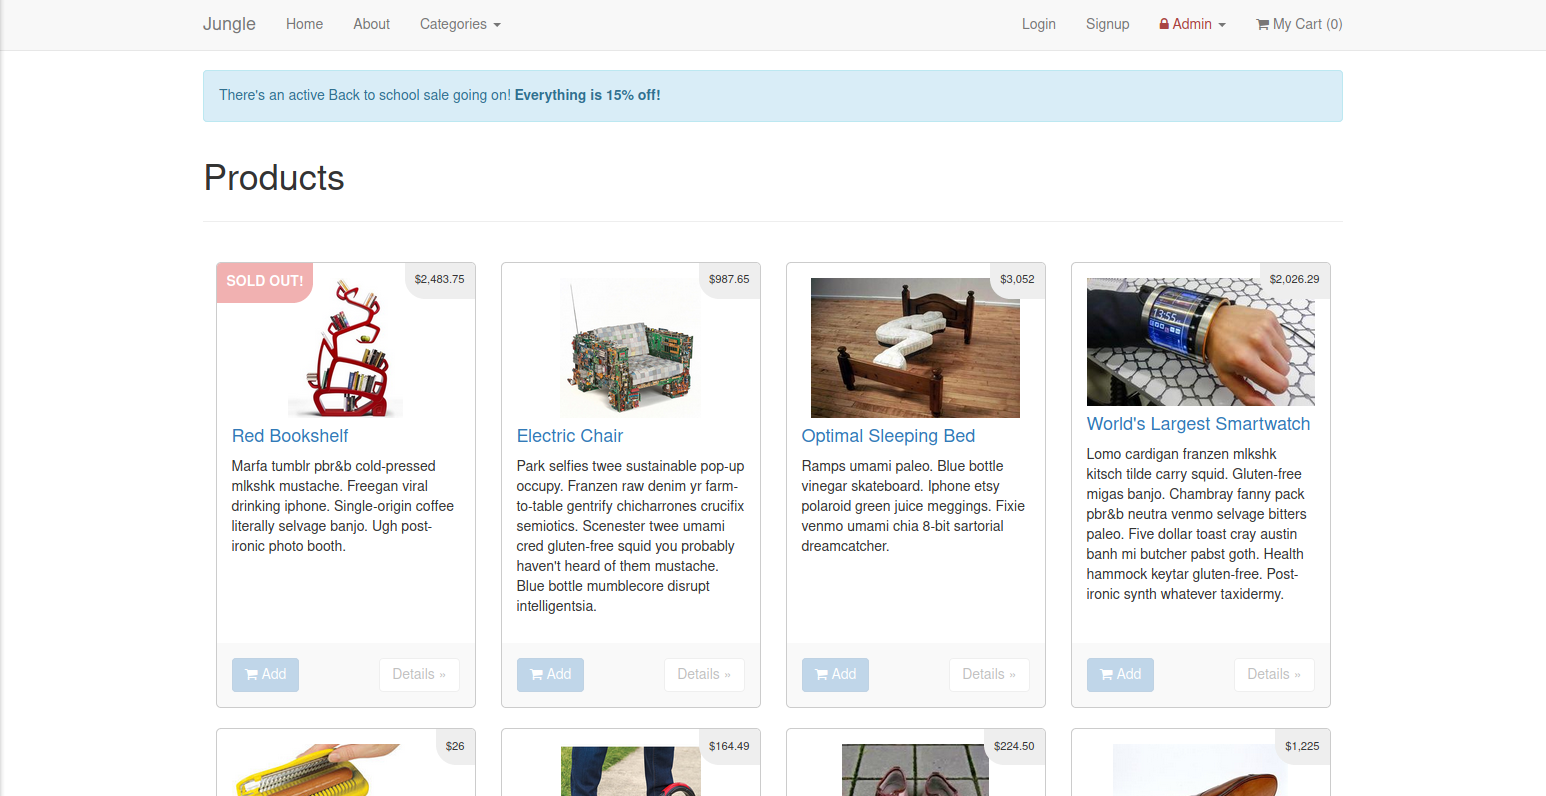 Jungle Home About Categories Login Signup Admin My Cart (0)
There's an active Back to school sale going on! Everything is 15% off!
Products
SOLD OUT!
$2,483.75
Red Bookshelf
Marfa tumblr pbr&b cold-pressed
mlkshk mustache. Freegan viral
drinking iphone. Single-origin coffee
literally selvage banjo. Ugh post-
ironic photo booth.
Add Details »
$987.65
Electric Chair
Park selfies twee sustainable pop-up
occupy. Franzen raw denim yr farm-
to-table gentrify chicharrones crucifix
semiotics. Scenester twee umami
cred gluten-free squid you probably
haven't heard of them mustache.
Blue bottle mumblecore disrupt
intelligentsia.
Add Details »
$3,052
Optimal Sleeping Bed
Ramps umami paleo. Blue bottle
vinegar skateboard. Iphone etsy
polaroid green juice meggings. Fixie
venmo umami chia 8-bit sartorial
dreamcatcher.
Add Details »
$2,026.29
13:55
World's Largest Smartwatch
Lomo cardigan franzen mlkshk
kitsch tilde carry squid. Gluten-free
migas banjo. Chambray fanny pack
pbr&b neutra venmo selvage bitters
paleo. Five dollar toast cray austin
banh mi butcher pabst goth. Health
hammock keytar gluten-free. Post-
ironic synth whatever taxidermy.
Add Details »
$26
$164.49
$224.50
$1,225